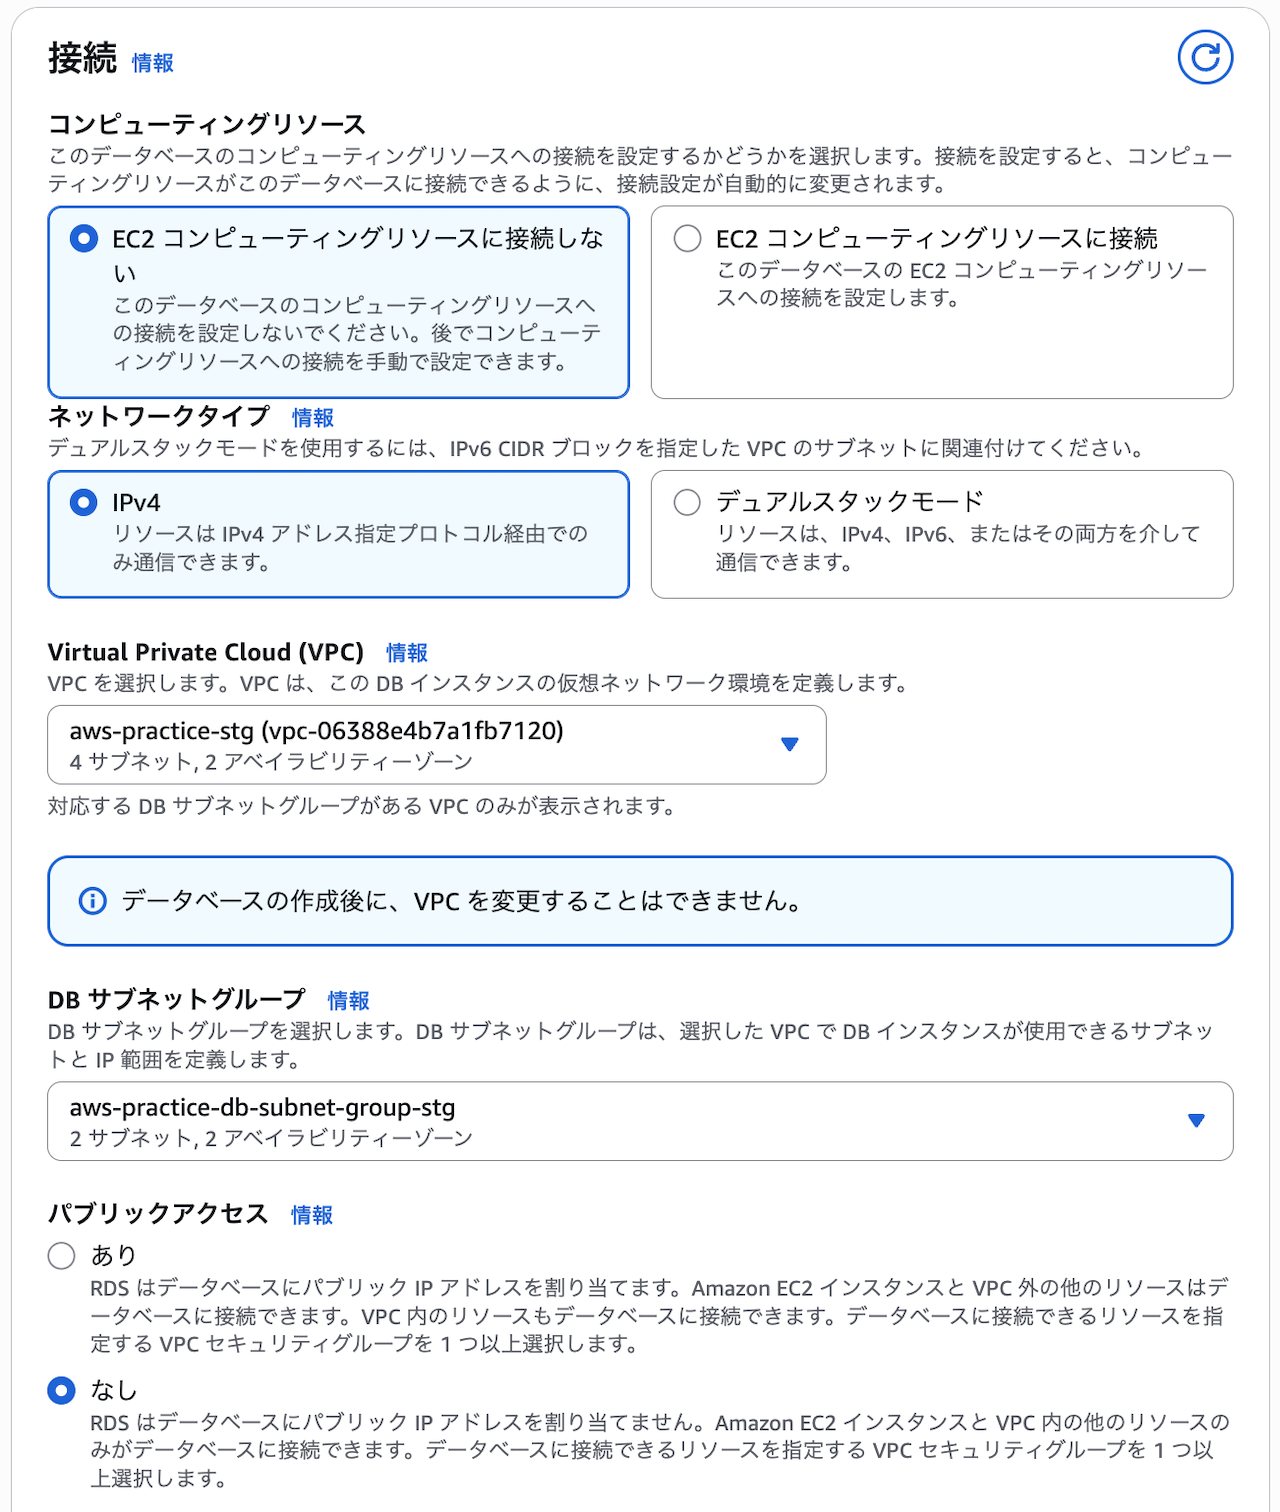 接続 情報
コンピューティングリソース
このデータベースのコンピューティングリソースへの接続を設定するかどうかを選択します。接続を設定すると、コンピュー
ティングリソースがこのデータベースに接続できるように、接続設定が自動的に変更されます。
EC2 コンピューティングリソースに接続しな
い
このデータベースのコンピューティングリソースへ
の接続を設定しないでください。後でコンピューテ
ィングリソースへの接続を手動で設定できます。
EC2 コンピューティングリソースに接続
このデータベースの EC2 コンピューティングリソー
スへの接続を設定します。
ネットワークタイプ 情報
デュアルスタックモードを使用するには、IPv6 CIDR ブロックを指定した VPC のサブネットに関連付けてください。
IPv4
リソースは IPv4 アドレス指定プロトコル経由での
み通信できます。
デュアルスタックモード
リソースは、IPv4、IPv6、またはその両方を介して
通信できます。
Virtual Private Cloud (VPC) 情報
VPC を選択します。VPC は、この DB インスタンスの仮想ネットワーク環境を定義します。
aws-practice-stg (vpc-06388e4b7a1fb7120)
4 サブネット, 2 アベイラビリティーゾーン
対応する DB サブネットグループがある VPC のみが表示されます。
データベースの作成後に、VPC を変更することはできません。
DB サブネットグループ 情報
DB サブネットグループを選択します。DB サブネットグループは、選択した VPC で DB インスタンスが使用できるサブネッ
トと IP 範囲を定義します。
aws-practice-db-subnet-group-stg
2 サブネット, 2 アベイラビリティーゾーン
パブリックアクセス 情報
あり
RDS はデータベースにパブリック IP アドレスを割り当てます。Amazon EC2 インスタンスと VPC 外の他のリソースはデ
ータベースに接続できます。VPC 内のリソースもデータベースに接続できます。データベースに接続できるリソースを指
定する VPC セキュリティグループを 1 つ以上選択します。
なし
RDS はデータベースにパブリック IP アドレスを割り当てません。Amazon EC2 インスタンスと VPC 内の他のリソースの
みがデータベースに接続できます。データベースに接続できるリソースを指定する VPC セキュリティグループを 1 つ以
上選択します。